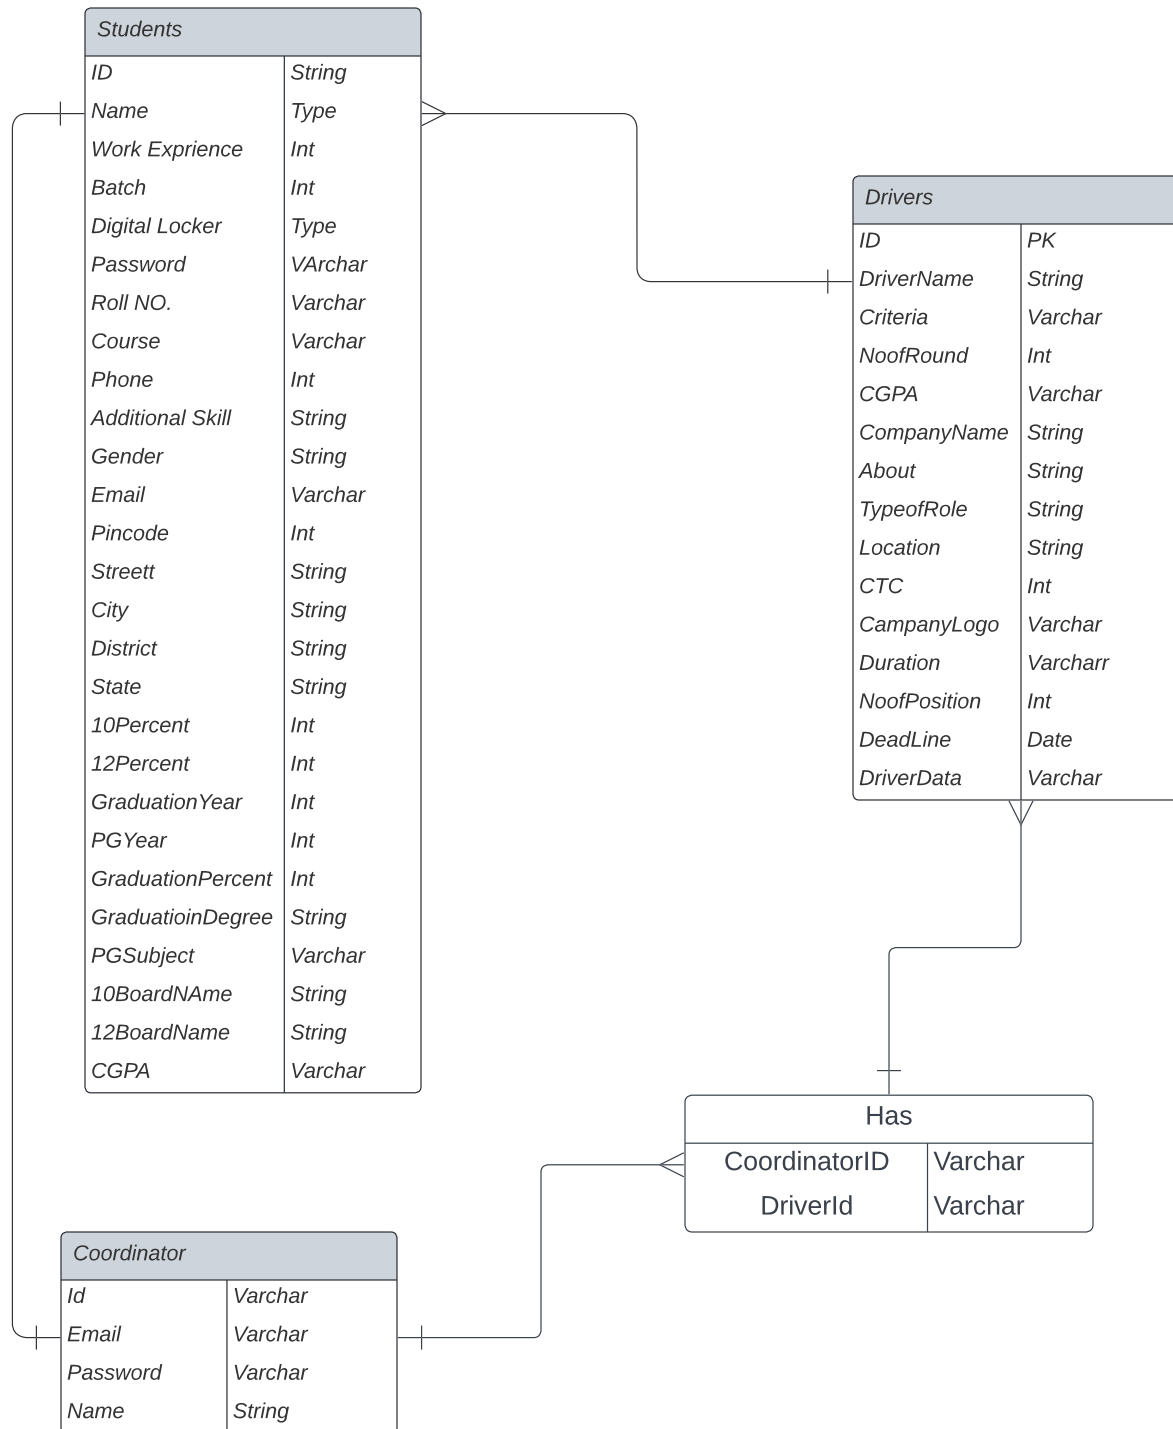 Students
ID String
Name Type
Work Exprience Int
Batch Int
Digital Locker Type
Password VArchar
Roll NO. Varchar
Course Varchar
Phone Int
Additional Skill String
Gender String
Email Varchar
Pincode Int
Streett String
City String
District String
State String
10Percent Int
12Percent Int
GraduationYear Int
PGYear Int
GraduationPercent Int
GraduatioinDegree String
PGSubject Varchar
10BoardNAme String
12BoardName String
CGPA Varchar
Drivers
ID PK
DriverName String
Criteria Varchar
NoofRound Int
CGPA Varchar
CompanyName String
About String
TypeofRole String
Location String
CTC Int
CampanyLogo Varchar
Duration Varcharr
NoofPosition Int
DeadLine Date
DriverData Varchar
Has
CoordinatorID Varchar
DriverId Varchar
Coordinator
Id Varchar
Email Varchar
Password Varchar
Name String